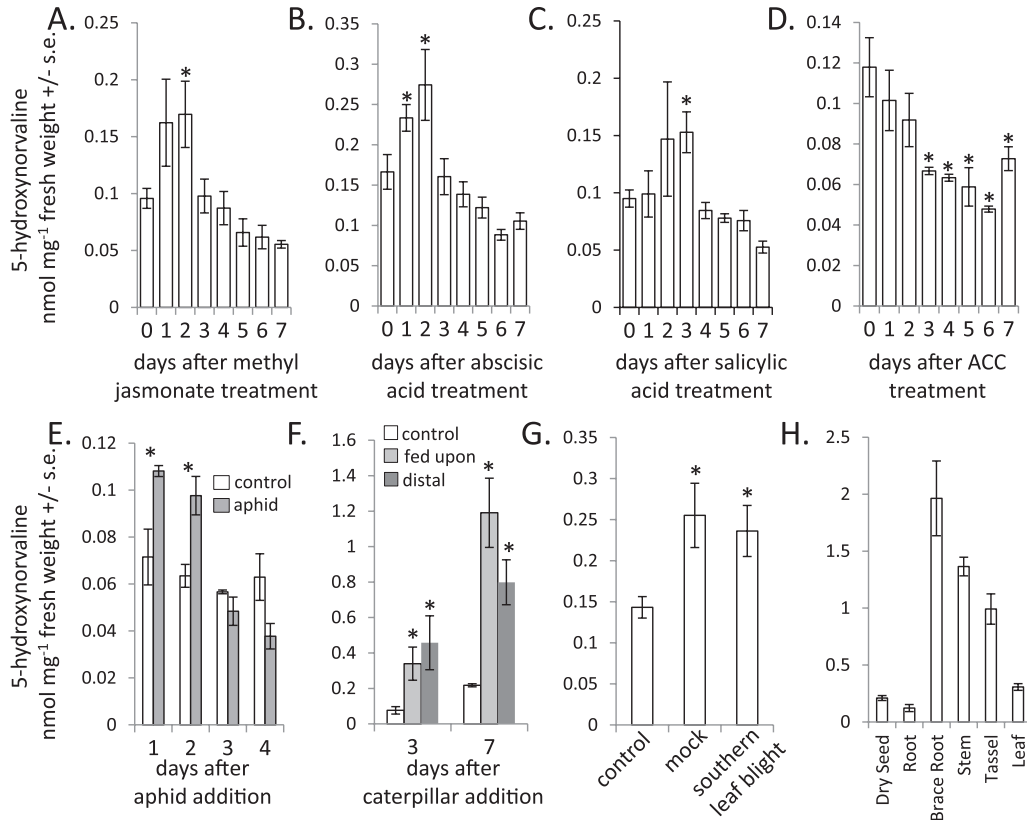 A.
B.
C.
D.
5-hydroxynorvaline
nmol mg-1 fresh weight +/- s.e.
0.25
0.2
0.15
0.1
0.05
0
*
0 1 2 3 4 5 6 7
days after methyl
jasmonate treatment
0.35
0.3
0.25
0.2
0.15
0.1
0.05
0
* *
0 1 2 3 4 5 6 7
days after abscisic
acid treatment
0.25
0.2
0.15
0.1
0.05
0
*
0 1 2 3 4 5 6 7
days after salicylic
acid treatment
0.14
0.12
0.1
0.08
0.06
0.04
0.02
0
* * * * *
0 1 2 3 4 5 6 7
days after ACC
treatment
E.
F.
G.
H.
5-hydroxynorvaline
nmol mg-1 fresh weight +/- s.e.
0.12
0.1
0.08
0.06
0.04
0.02
0
* *
control
aphid
1 2 3 4
days after
aphid addition
1.6
1.4
1.2
1
0.8
0.6
0.4
0.2
0
control
fed upon
distal
* * * *
3 7
days after
caterpillar addition
0.35
0.3
0.25
0.2
0.15
0.1
0.05
0
* *
control
mock
southern
leaf blight
2.5
2
1.5
1
0.5
0
Dry Seed
Root
Brace Root
Stem
Tassel
Leaf